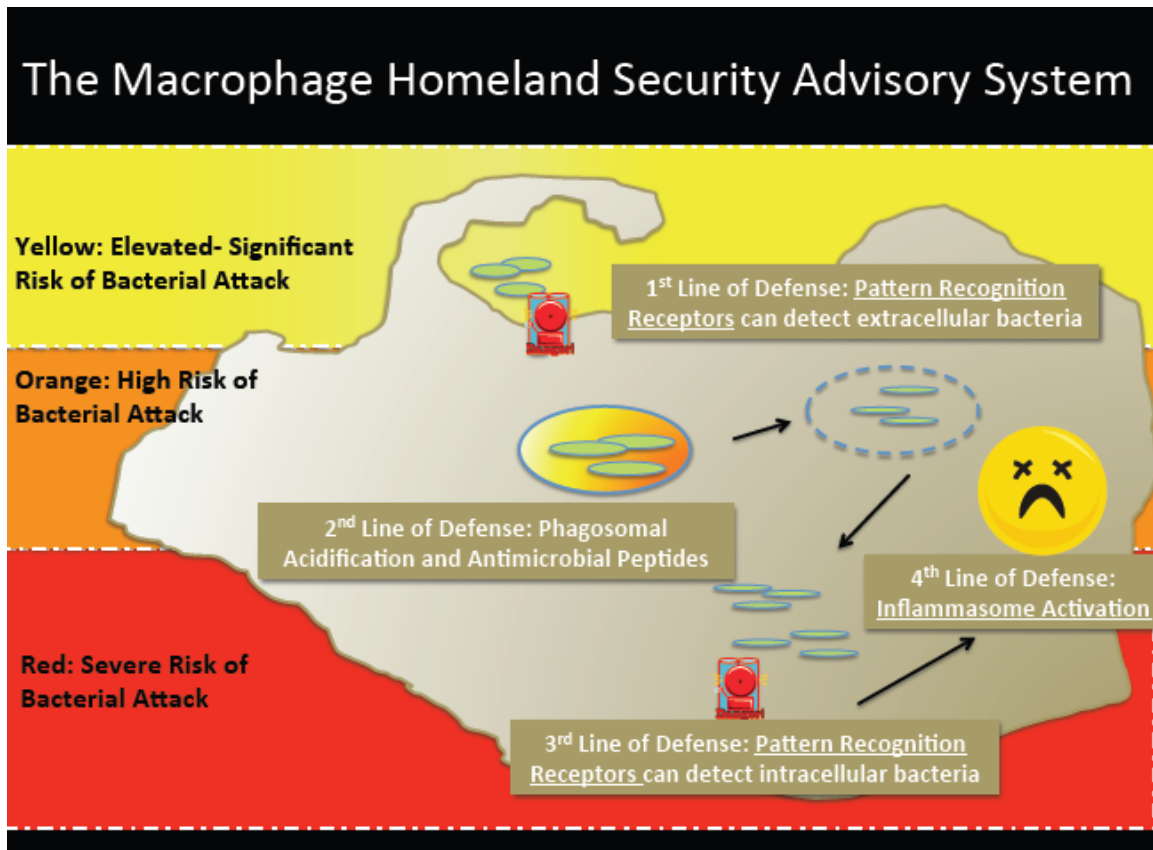 The Macrophage Homeland Security Advisory System
Yellow: Elevated- Significant
Risk of Bacterial Attack
1st Line of Defense: Pattern Recognition
Receptors can detect extracellular bacteria
Danger!
Orange: High Risk of
Bacterial Attack
2nd Line of Defense: Phagosomal
Acidification and Antimicrobial Peptides
4th Line of Defense:
Inflammasome Activation
Red: Severe Risk of
Bacterial Attack
Danger!
3rd Line of Defense: Pattern Recognition
Receptors can detect intracellular bacteria